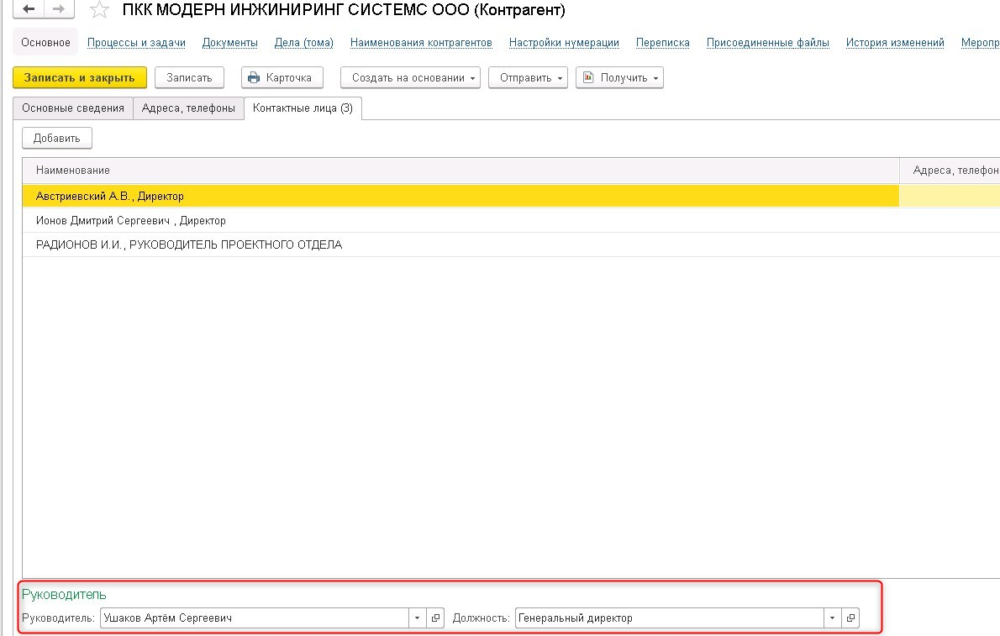 ПКК МОДЕРН ИНЖИНИРИНГ СИСТЕМС ООО (Контрагент)
Основное Процессы и задачи Документы Дела (тома) Наименования контрагентов Настройки нумерации Переписка Присоединенные файлы История изменений Меропр
Записать и закрыть Записать Карточка Создать на основании Отправить Получить
Основные сведения Адреса, телефоны Контактные лица (3)
Добавить
Наименование Адреса, телефон
Австриевский А.В., Директор
Ионов Дмитрий Сергеевич , Директор
РАДИОНОВ И.И., РУКОВОДИТЕЛЬ ПРОЕКТНОГО ОТДЕЛА
Руководитель
Руководитель: Ушаков Артём Сергеевич Должность: Генеральный директор